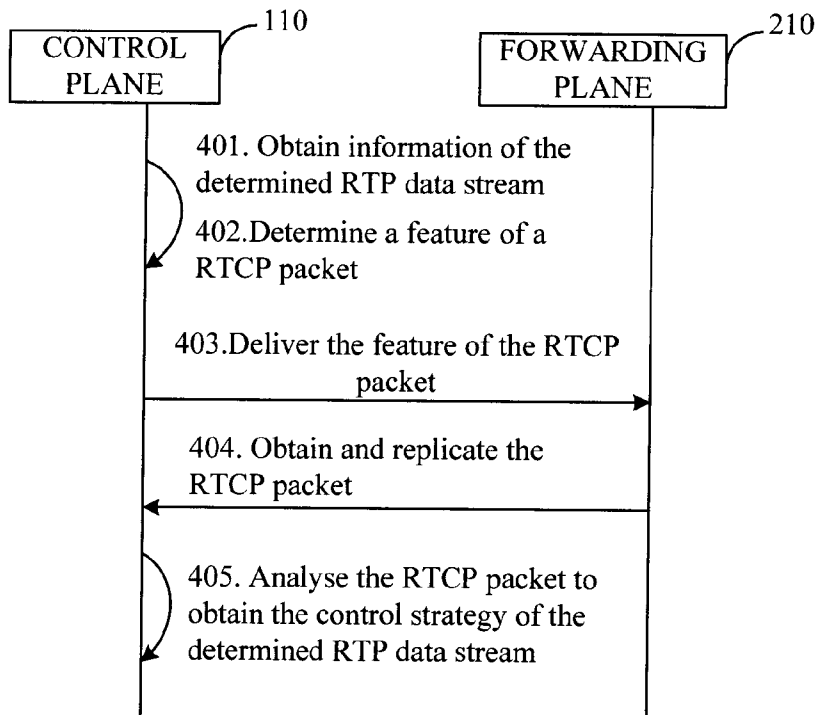 110
CONTROL
PLANE
210
FORWARDING
PLANE
401. Obtain information of the
determined RTP data stream
402.Determine a feature of a
RTCP packet
403.Deliver the feature of the RTCP
packet
404. Obtain and replicate the
RTCP packet
405. Analyse the RTCP packet to
obtain the control strategy of the
determined RTP data stream